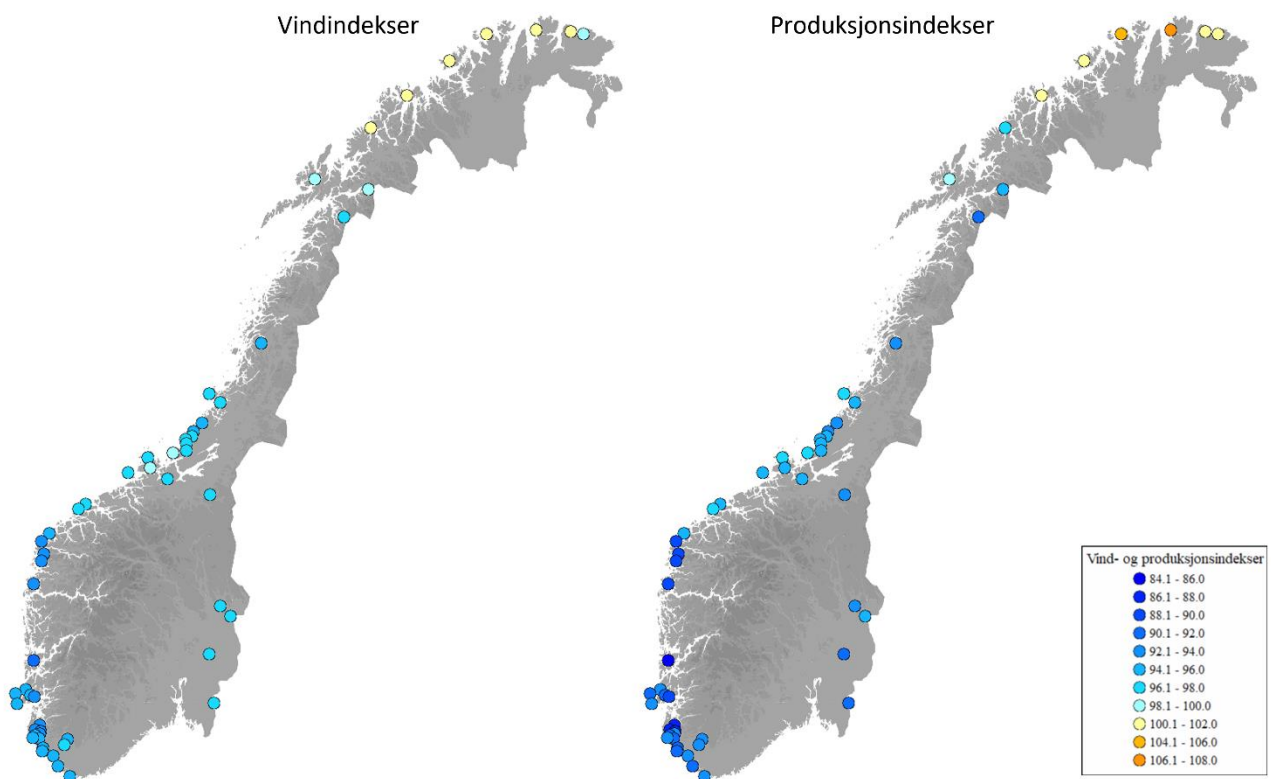 Vindindekser
Produksjonsindekser
Vind- og produksjonsindekser
84.1 - 86.0
86.1 - 88.0
88.1 - 90.0
90.1 - 92.0
92.1 - 94.0
94.1 - 96.0
96.1 - 98.0
98.1 - 100.0
100.1 - 102.0
104.1 - 106.0
106.1 - 108.0